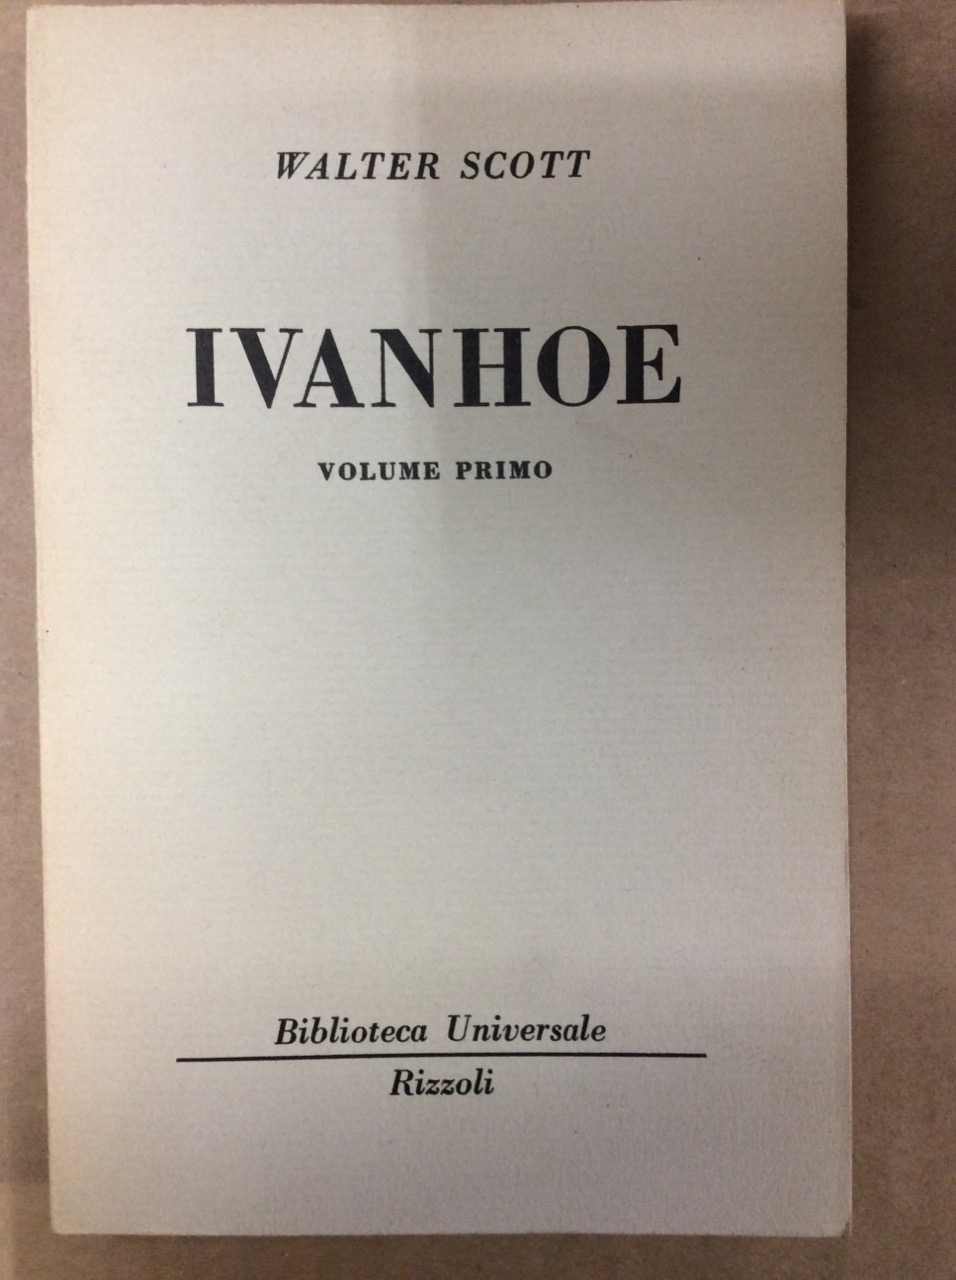 WALTER SCOTT
IVANHOE
VOLUME PRIMO
Biblioteca Universale
Rizzoli